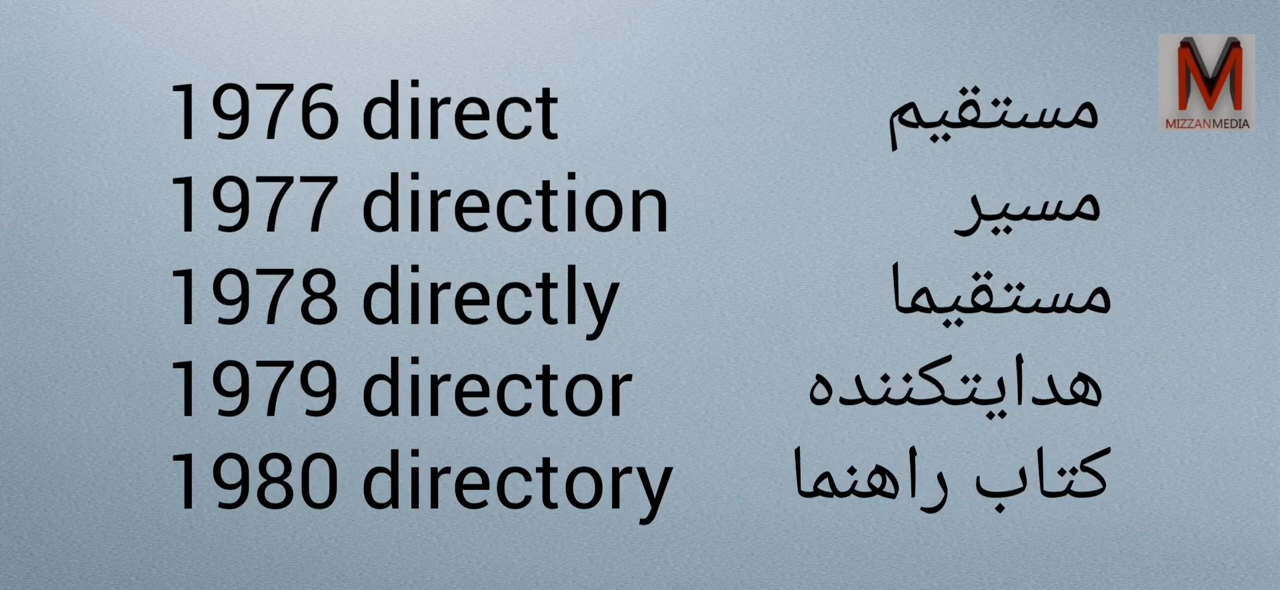 1976 direct مستقیم
1977 direction مسیر
1978 directly مستقیما
1979 director هدایتکننده
1980 directory کتاب راهنما
MIZZANMEDIA